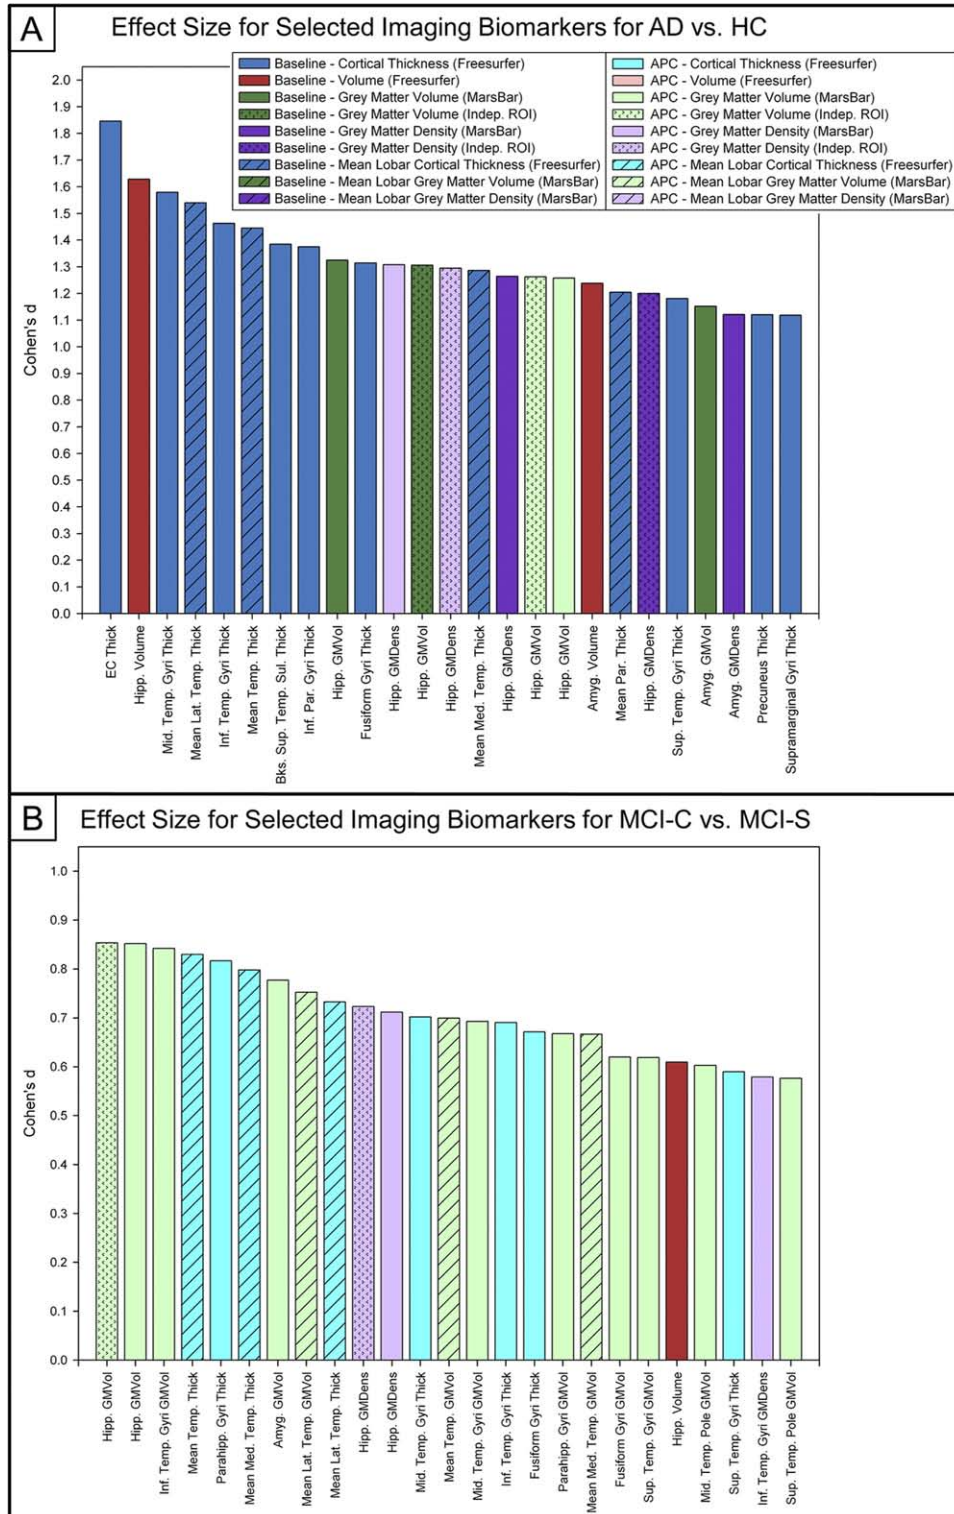 A
Effect Size for Selected Imaging Biomarkers for AD vs. HC
Baseline - Cortical Thickness (Freesurfer)
Baseline - Volume (Freesurfer)
Baseline - Grey Matter Volume (MarsBar)
Baseline - Grey Matter Volume (Indep. ROI)
Baseline - Grey Matter Density (MarsBar)
Baseline - Grey Matter Density (Indep. ROI)
Baseline - Mean Lobar Cortical Thickness (Freesurfer)
Baseline - Mean Lobar Grey Matter Volume (MarsBar)
Baseline - Mean Lobar Grey Matter Density (MarsBar)
APC - Cortical Thickness (Freesurfer)
APC - Volume (Freesurfer)
APC - Grey Matter Volume (MarsBar)
APC - Grey Matter Volume (Indep. ROI)
APC - Grey Matter Density (MarsBar)
APC - Grey Matter Density (Indep. ROI)
APC - Mean Lobar Cortical Thickness (Freesurfer)
APC - Mean Lobar Grey Matter Volume (MarsBar)
APC - Mean Lobar Grey Matter Density (MarsBar)
Cohen's d
2.0
1.9
1.8
1.7
1.6
1.5
1.4
1.3
1.2
1.1
1.0
0.9
0.8
0.7
0.6
0.5
0.4
0.3
0.2
0.1
0.0
EC Thick
Hipp. Volume
Mid. Temp. Gyri Thick
Mean Lat. Temp. Thick
Inf. Temp. Gyri Thick
Mean Temp. Thick
Bks. Sup. Temp. Sul. Thick
Inf. Par. Gyri Thick
Hipp. GMVol
Fusiform Gyri Thick
Hipp. GMDens
Hipp. GMVol
Hipp. GMDens
Mean Med. Temp. Thick
Hipp. GMDens
Hipp. GMVol
Hipp. GMVol
Amyg. Volume
Mean Par. Thick
Hipp. GMDens
Sup. Temp. Gyri Thick
Amyg. GMVol
Amyg. GMDens
Precuneus Thick
Supramarginal Gyri Thick
B
Effect Size for Selected Imaging Biomarkers for MCI-C vs. MCI-S
Cohen's d
1.0
0.9
0.8
0.7
0.6
0.5
0.4
0.3
0.2
0.1
0.0
Hipp. GMVol
Hipp. GMVol
Inf. Temp. Gyri GMVol
Mean Temp. Thick
Parahipp. Gyri Thick
Mean Med. Temp. Thick
Amyg. GMVol
Mean Lat. Temp. GMVol
Mean Lat. Temp. Thick
Hipp. GMDens
Hipp. GMDens
Mid. Temp. Gyri Thick
Mean Temp. GMVol
Mid. Temp. Gyri GMVol
Inf. Temp. Gyri Thick
Fusiform Gyri Thick
Parahipp. Gyri GMVol
Mean Med. Temp. GMVol
Fusiform Gyri GMVol
Sup. Temp. Gyri GMVol
Hipp. Volume
Mid. Temp. Pole GMVol
Sup. Temp. Gyri Thick
Inf. Temp. Gyri GMDens
Sup. Temp. Pole GMVol